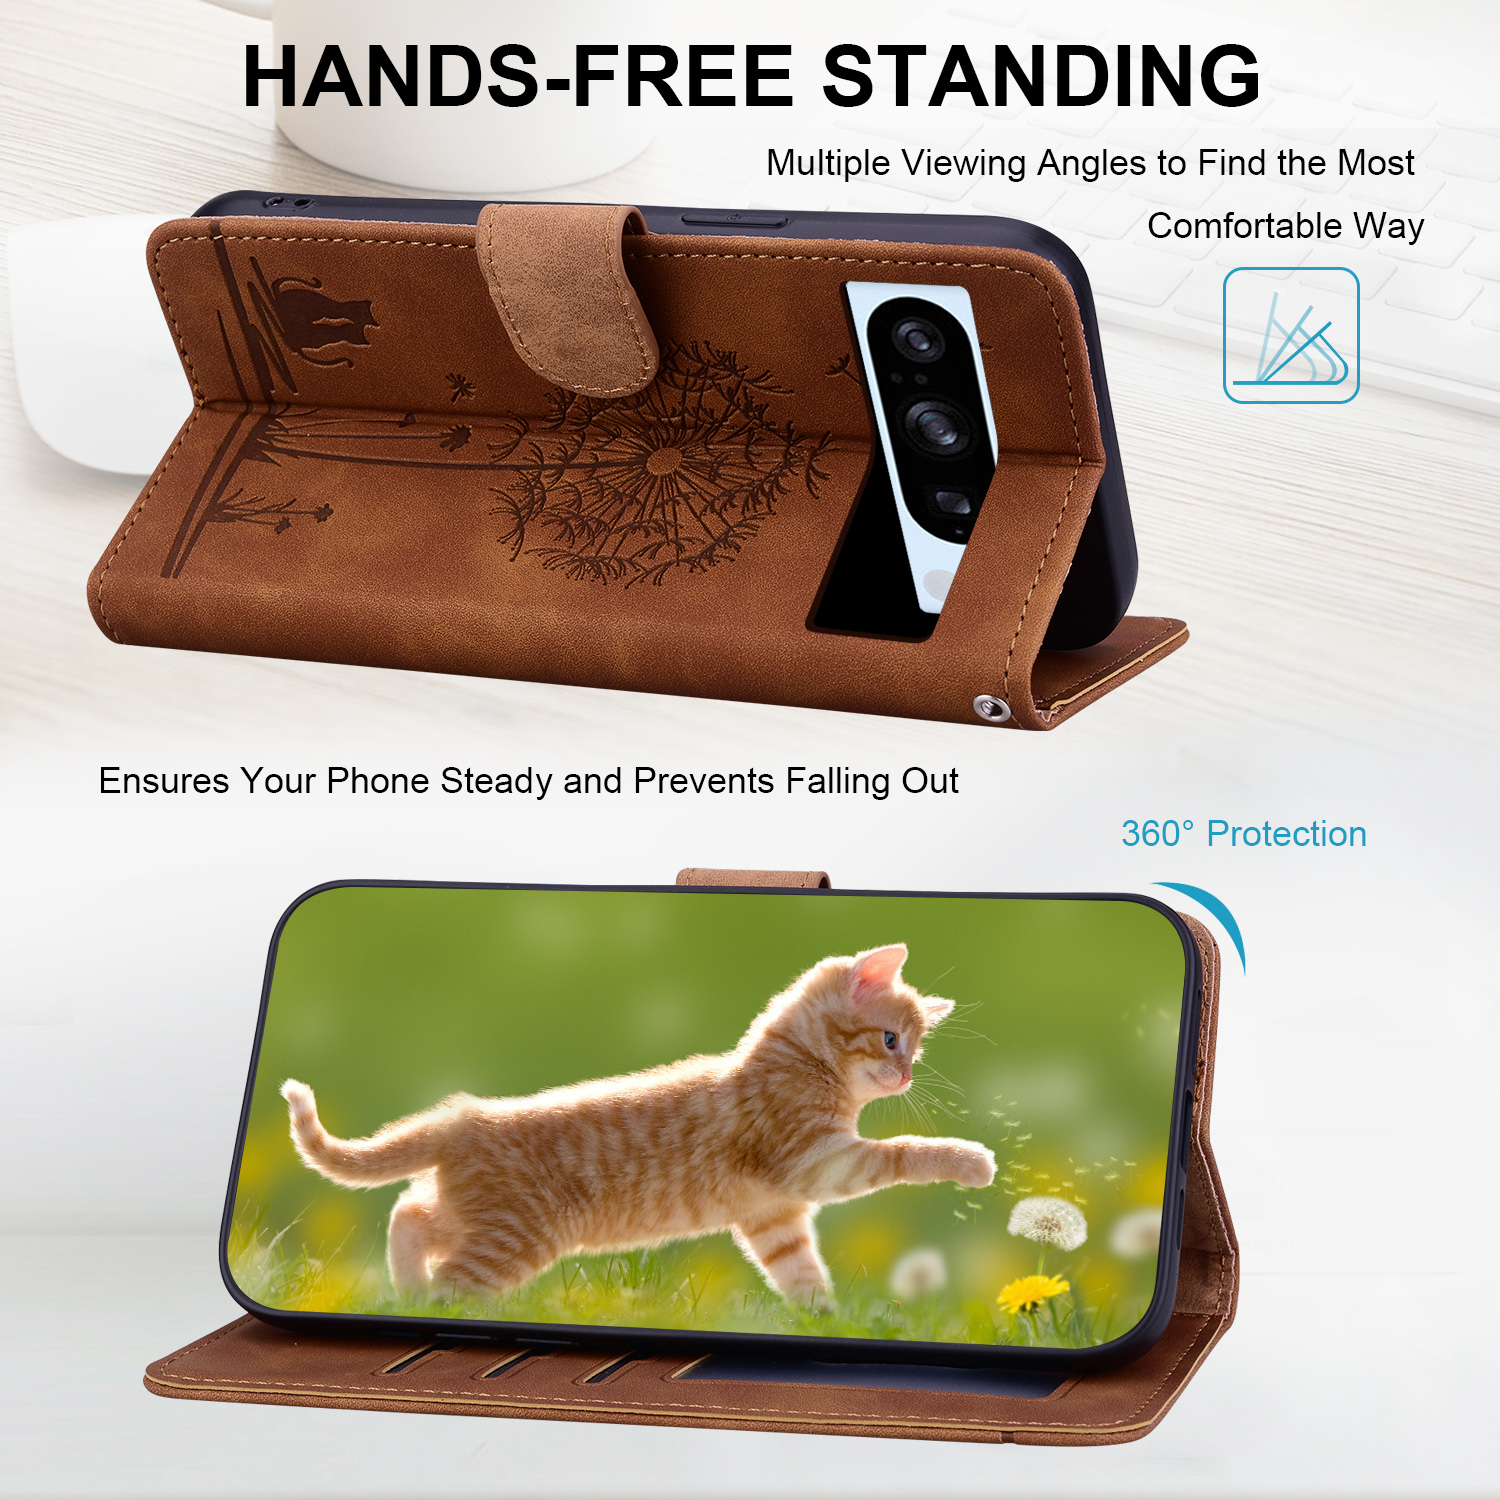 HANDS-FREE STANDING
Multiple Viewing Angles to Find the Most
Comfortable Way
Ensures Your Phone Steady and Prevents Falling Out
360° Protection